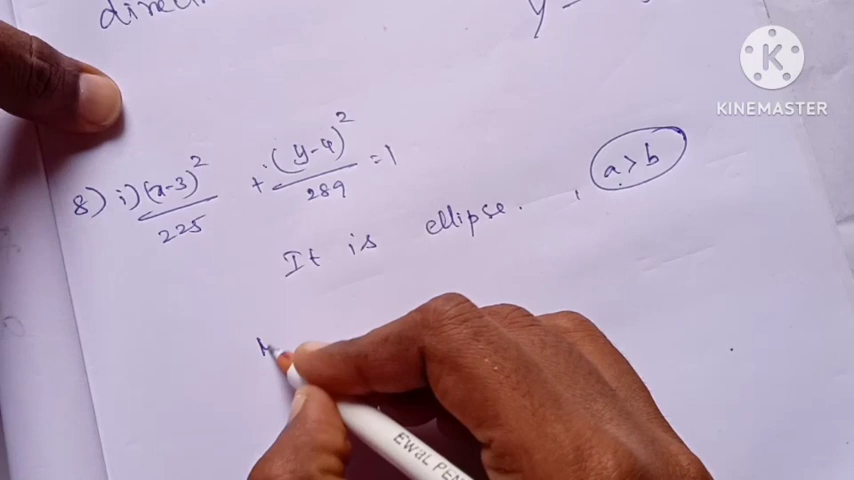 y
KINEMASTER
8) i) (x-3)²/225 + (y-4)²/289 = 1
It is ellipse. , a > b
EWAL PEN